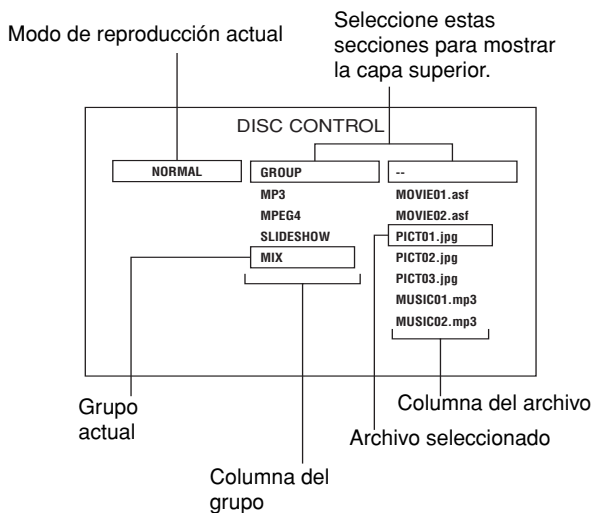 Modo de reproducción actual
Seleccione estas
secciones para mostrar
la capa superior.
DISC CONTROL
NORMAL
GROUP
MP3
MPEG4
SLIDESHOW
MIX
--
MOVIE01.asf
MOVIE02.asf
PICT01.jpg
PICT02.jpg
PICT03.jpg
MUSIC01.mp3
MUSIC02.mp3
Grupo
actual
Columna del
grupo
Columna del archivo
Archivo seleccionado